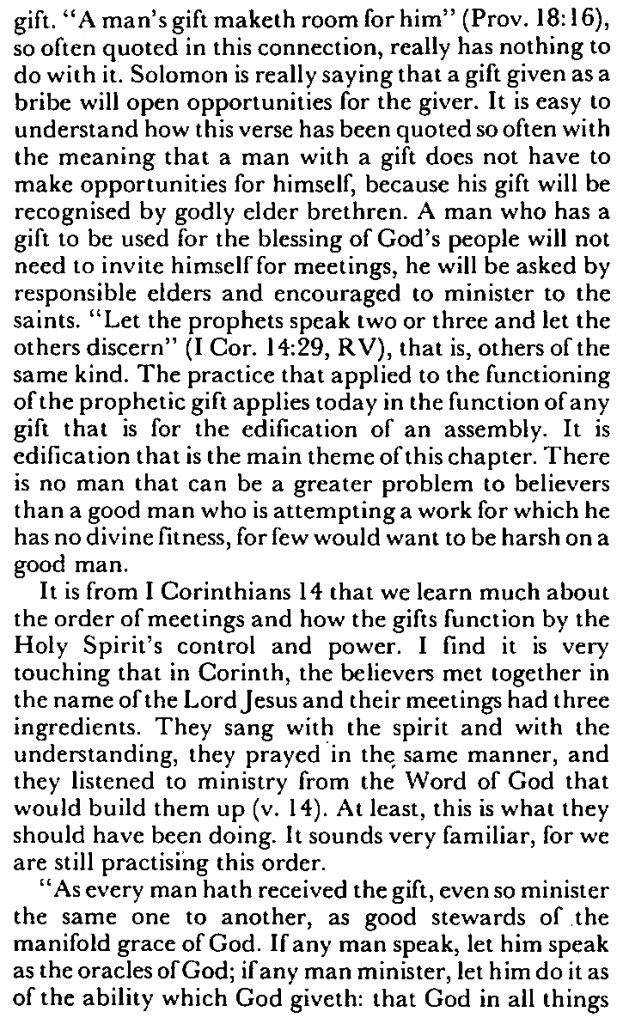 gift. “A man’s gift maketh room for him” (Prov. 18:16),
so often quoted in this connection, really has nothing to
do with it. Solomon is really saying that a gift given as a
bribe will open opportunities for the giver. It is easy to
understand how this verse has been quoted so often with
the meaning that a man with a gift does not have to
make opportunities for himself, because his gift will be
recognised by godly elder brethren. A man who has a
gift to be used for the blessing of God’s people will not
need to invite himself for meetings, he will be asked by
responsible elders and encouraged to minister to the
saints. “Let the prophets speak two or three and let the
others discern” (I Cor. 14:29, RV), that is, others of the
same kind. The practice that applied to the functioning
of the prophetic gift applies today in the function of any
gift that is for the edification of an assembly. It is
edification that is the main theme of this chapter. There
is no man that can be a greater problem to believers
than a good man who is attempting a work for which he
has no divine fitness, for few would want to be harsh on a
good man.
It is from I Corinthians 14 that we learn much about
the order of meetings and how the gifts function by the
Holy Spirit’s control and power. I find it is very
touching that in Corinth, the believers met together in
the name of the Lord Jesus and their meetings had three
ingredients. They sang with the spirit and with the
understanding, they prayed in the same manner, and
they listened to ministry from the Word of God that
would build them up (v. 14). At least, this is what they
should have been doing. It sounds very familiar, for we
are still practising this order.
“As every man hath received the gift, even so minister
the same one to another, as good stewards of the
manifold grace of God. If any man speak, let him speak
as the oracles of God; if any man minister, let him do it as
of the ability which God giveth: that God in all things